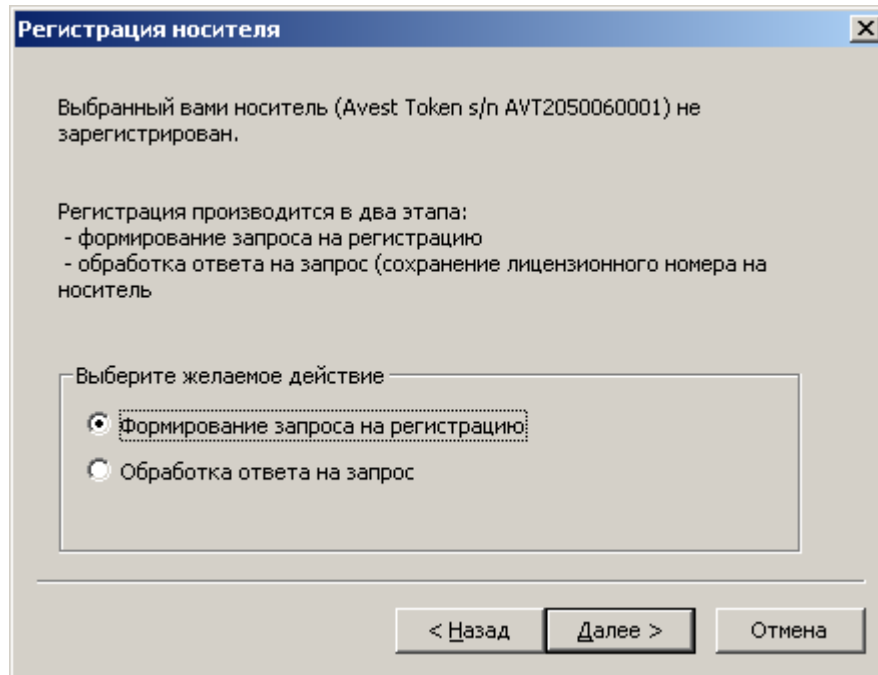 Регистрация носителя
Выбранный вами носитель (Avest Token s/n AVT2050060001) не
зарегистрирован.
Регистрация производится в два этапа:
- формирование запроса на регистрацию
- обработка ответа на запрос (сохранение лицензионного номера на
носитель
Выберите желаемое действие
Формирование запроса на регистрацию
Обработка ответа на запрос
< Назад
Далее >
Отмена